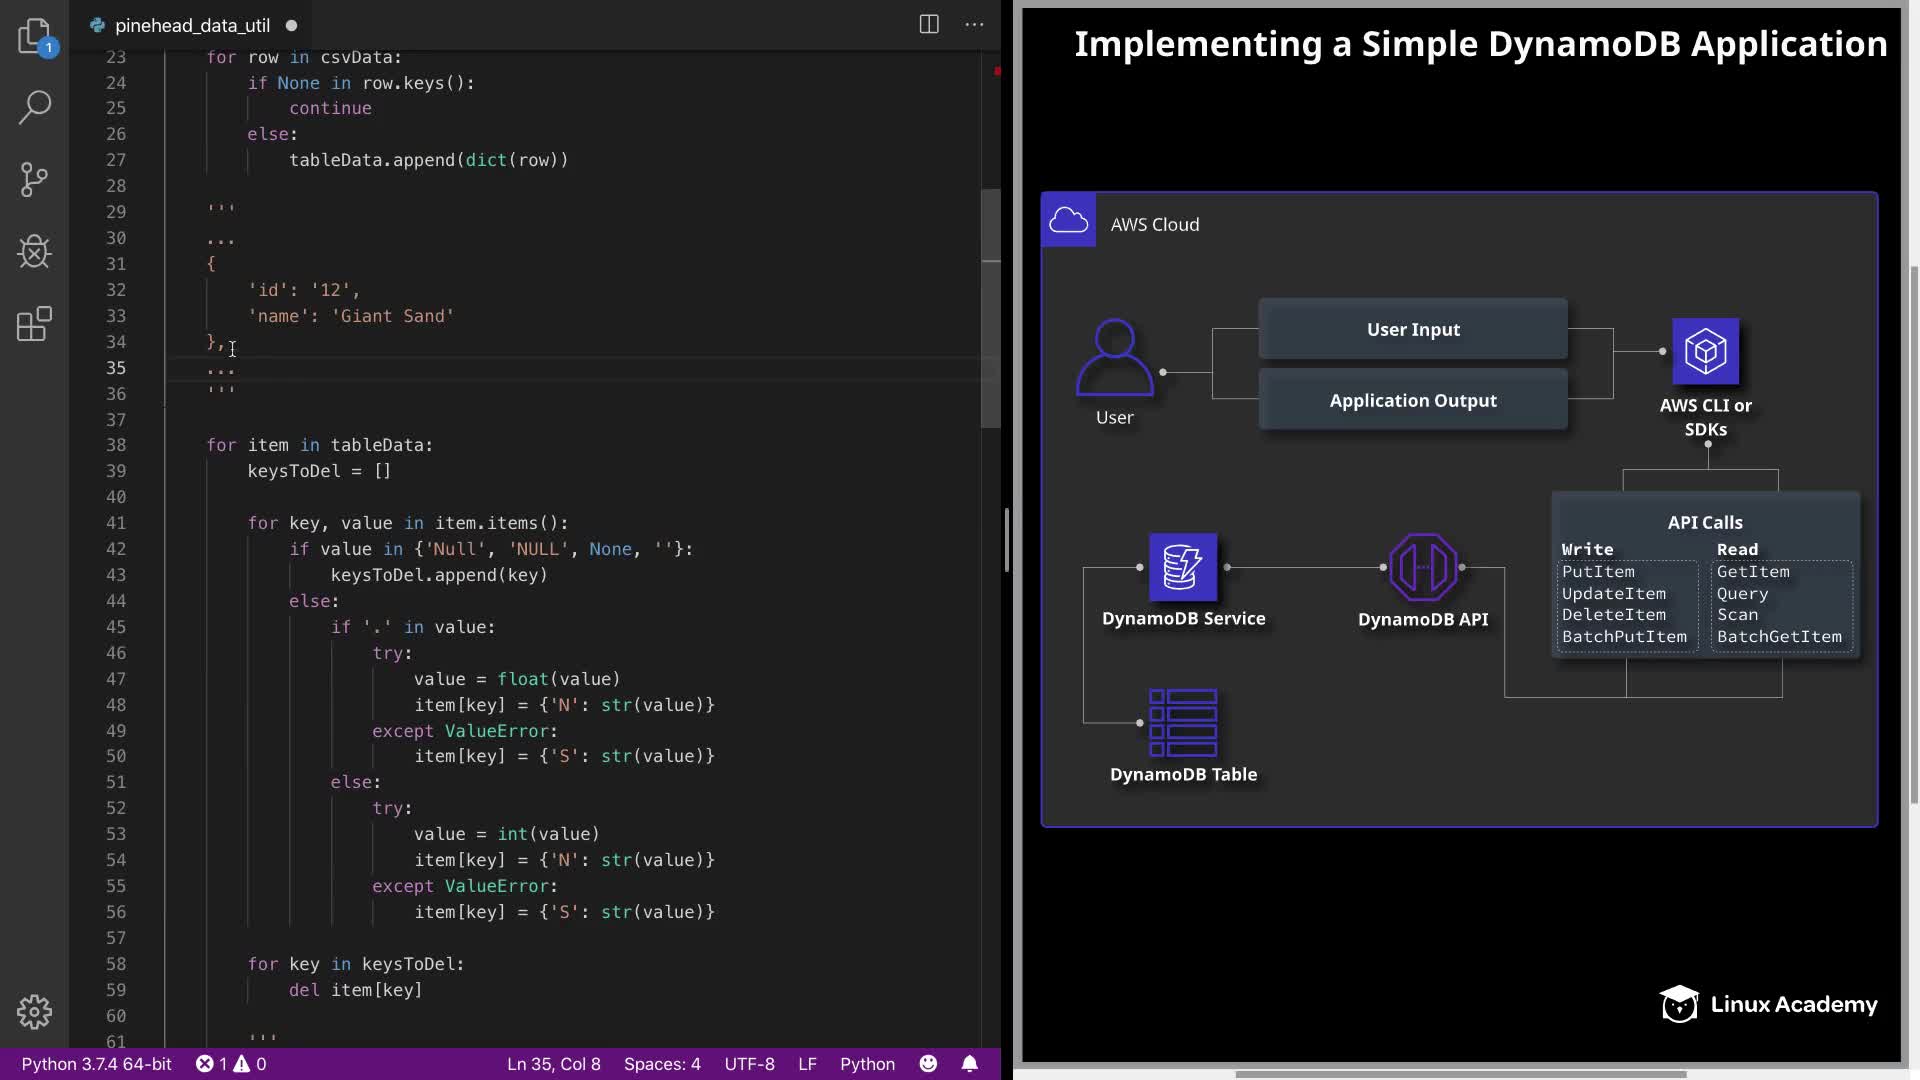 pinehead_data_util
1
23 for row in csvData:
24 if None in row.keys():
25 continue
26 else:
27 tableData.append(dict(row))
28
29 '''
30 ...
31 {
32 'id': '12',
33 'name': 'Giant Sand'
34 },
35 ...
36 '''
37
38 for item in tableData:
39 keysToDel = []
40
41 for key, value in item.items():
42 if value in {'Null', 'NULL', None, ''}:
43 keysToDel.append(key)
44 else:
45 if '.' in value:
46 try:
47 value = float(value)
48 item[key] = {'N': str(value)}
49 except ValueError:
50 item[key] = {'S': str(value)}
51 else:
52 try:
53 value = int(value)
54 item[key] = {'N': str(value)}
55 except ValueError:
56 item[key] = {'S': str(value)}
57
58 for key in keysToDel:
59 del item[key]
60
61 '''
Python 3.7.4 64-bit 1 0 Ln 35, Col 8 Spaces: 4 UTF-8 LF Python
Implementing a Simple DynamoDB Application
AWS Cloud
User Input
Application Output
User
AWS CLI or
SDKs
API Calls
Write
PutItem
UpdateItem
DeleteItem
BatchPutItem
Read
GetItem
Query
Scan
BatchGetItem
DynamoDB Service
DynamoDB API
DynamoDB Table
Linux Academy